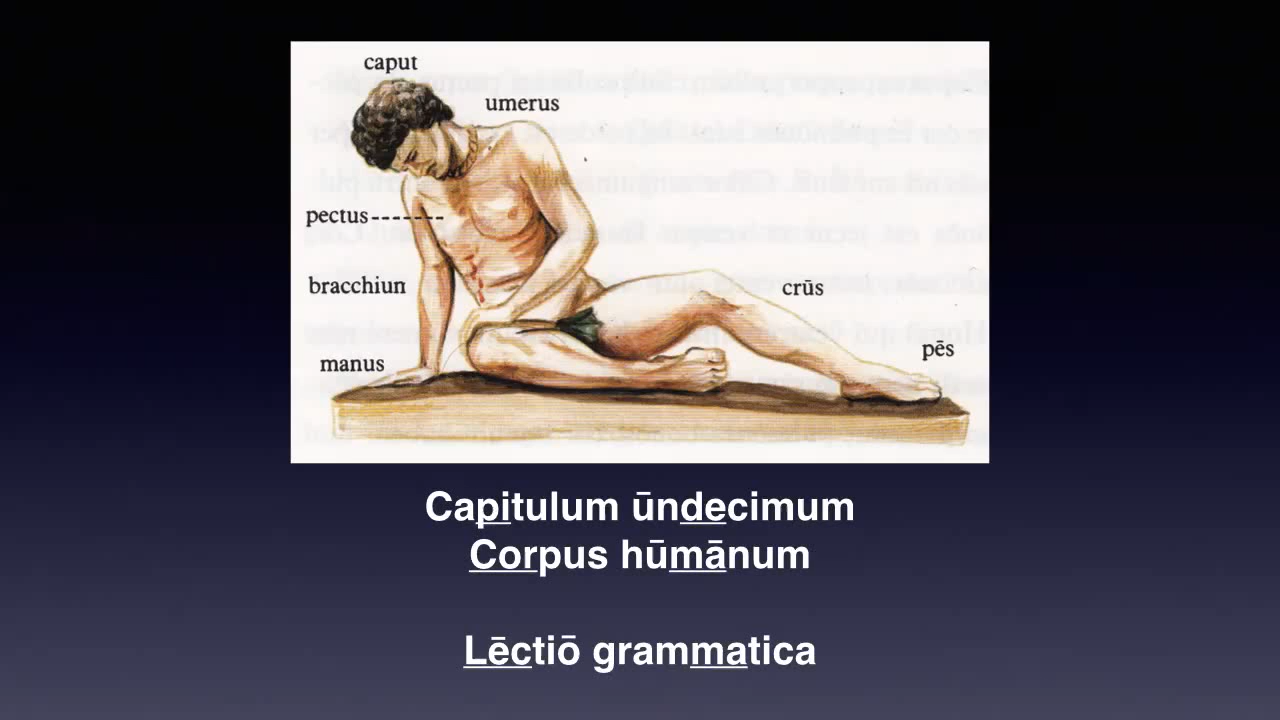 caput
umerus
pectus
bracchiun
crūs
pēs
manus
Capitulum ūndecimum
Corpus hūmānum
Lēctiō grammatica